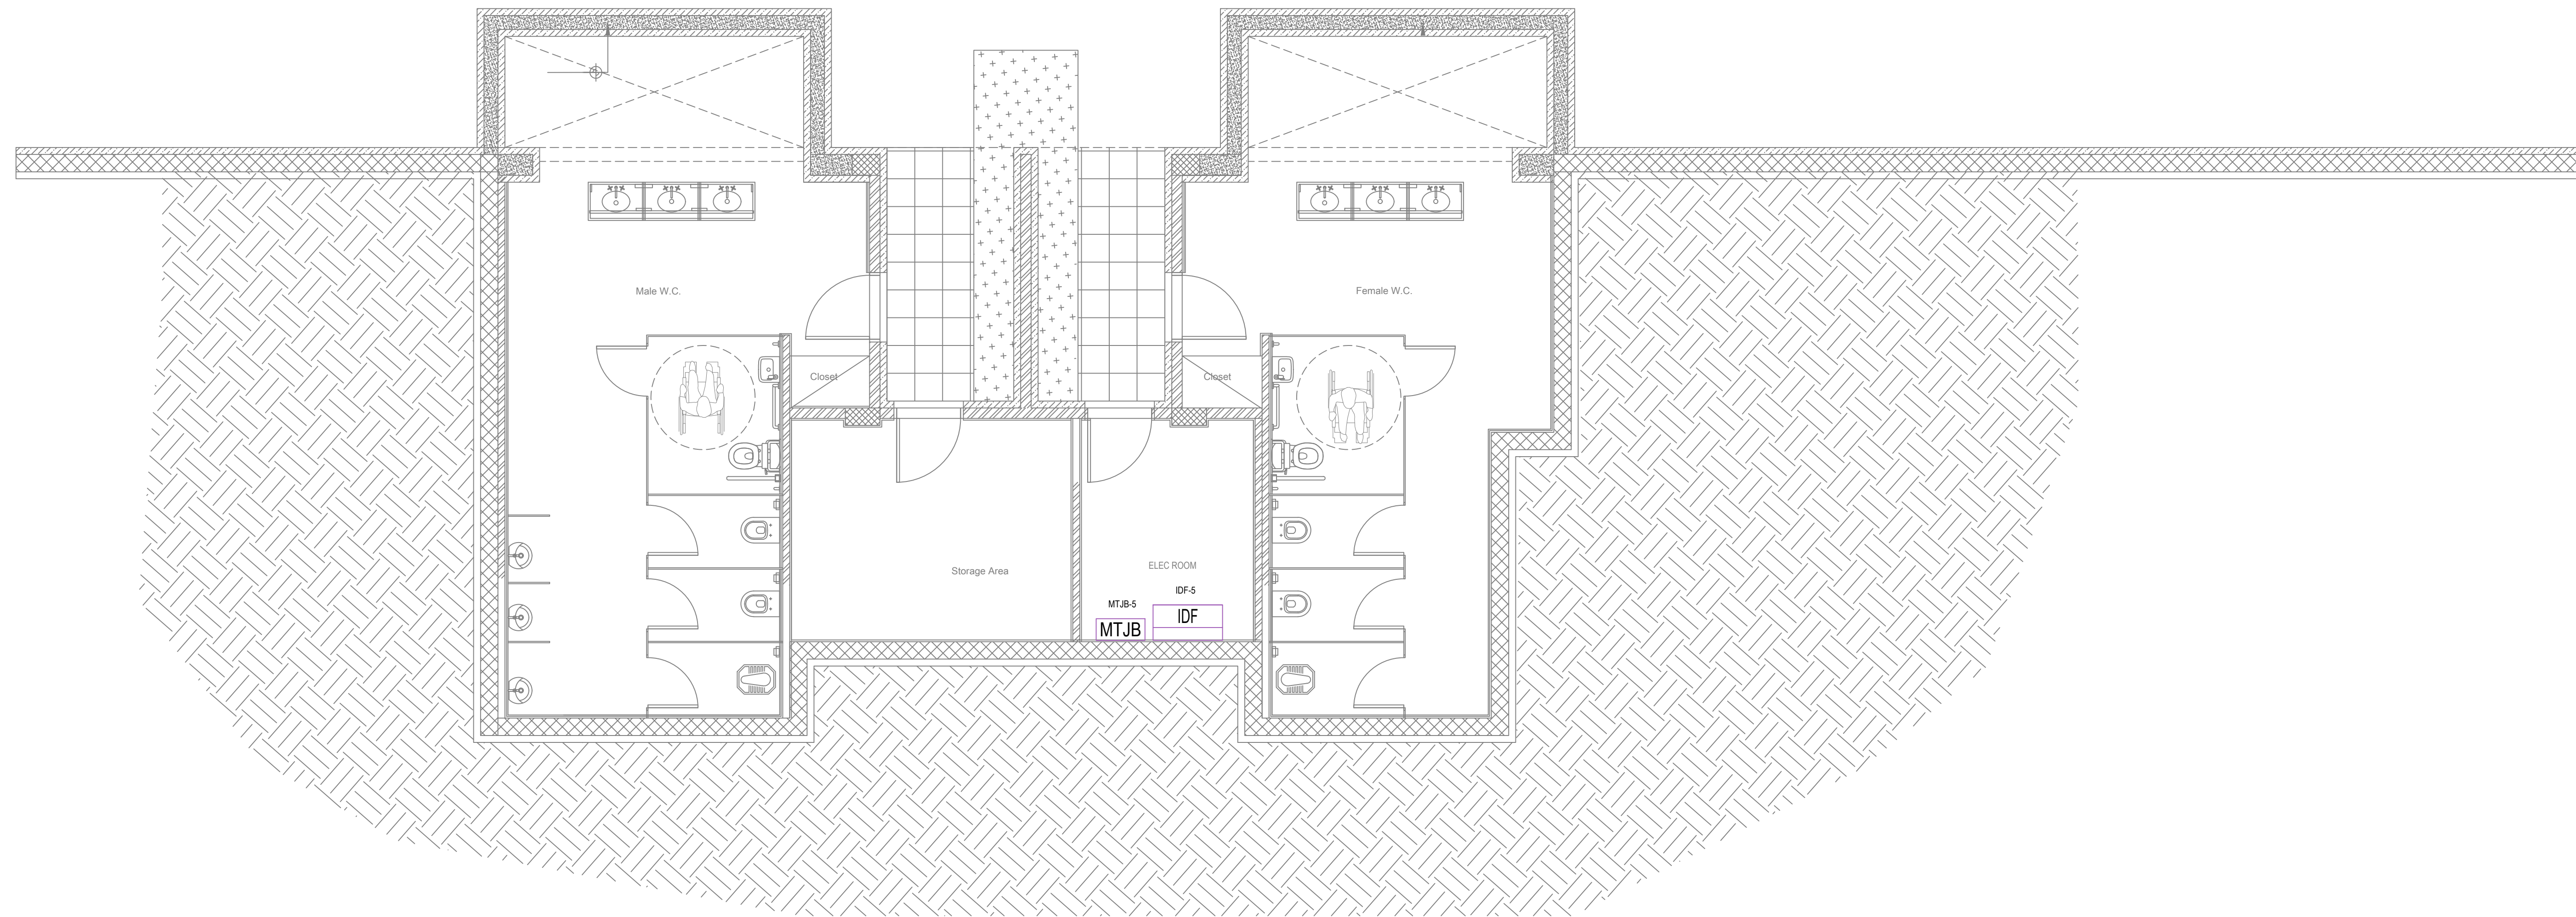 Male W.C.
Female W.C.
Closet
Closet
Storage Area
ELEC ROOM
IDF-5
MTJB-5
IDF
MTJB